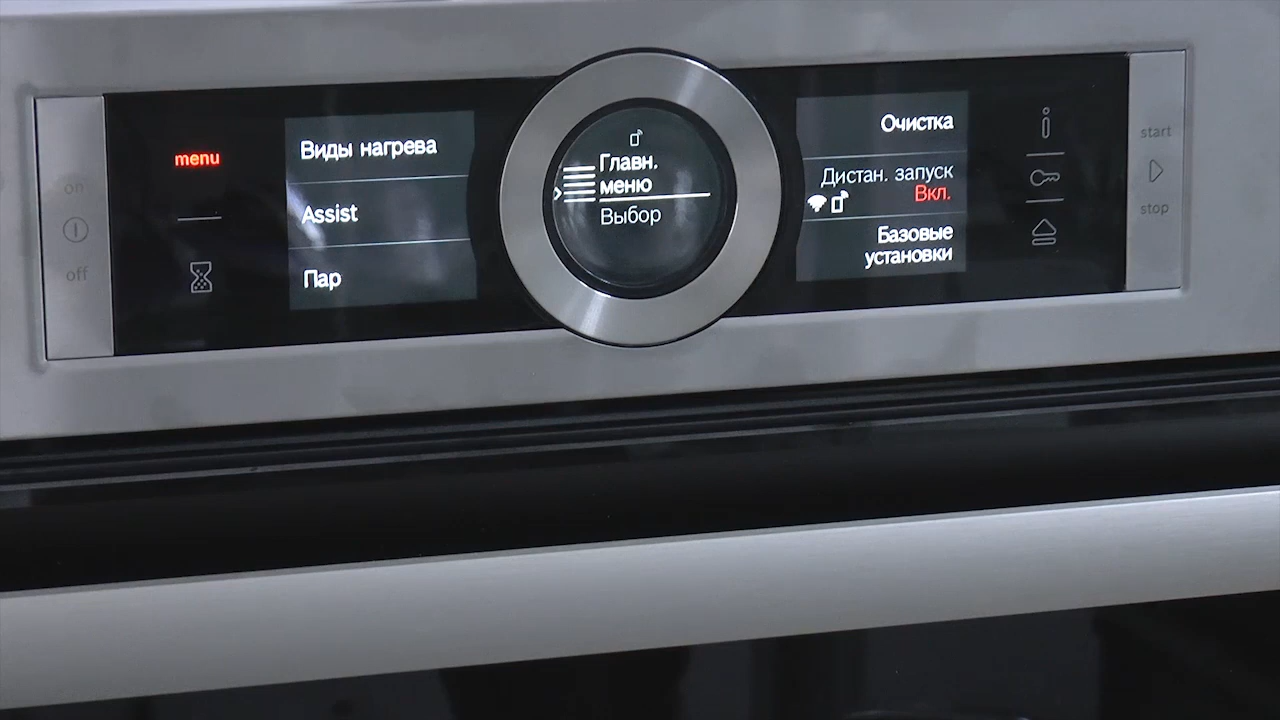 on
off
menu
Виды нагрева
Assist
Пар
Главн.
меню
Выбор
Очистка
Дистан. запуск
Вкл.
Базовые
установки
start
stop